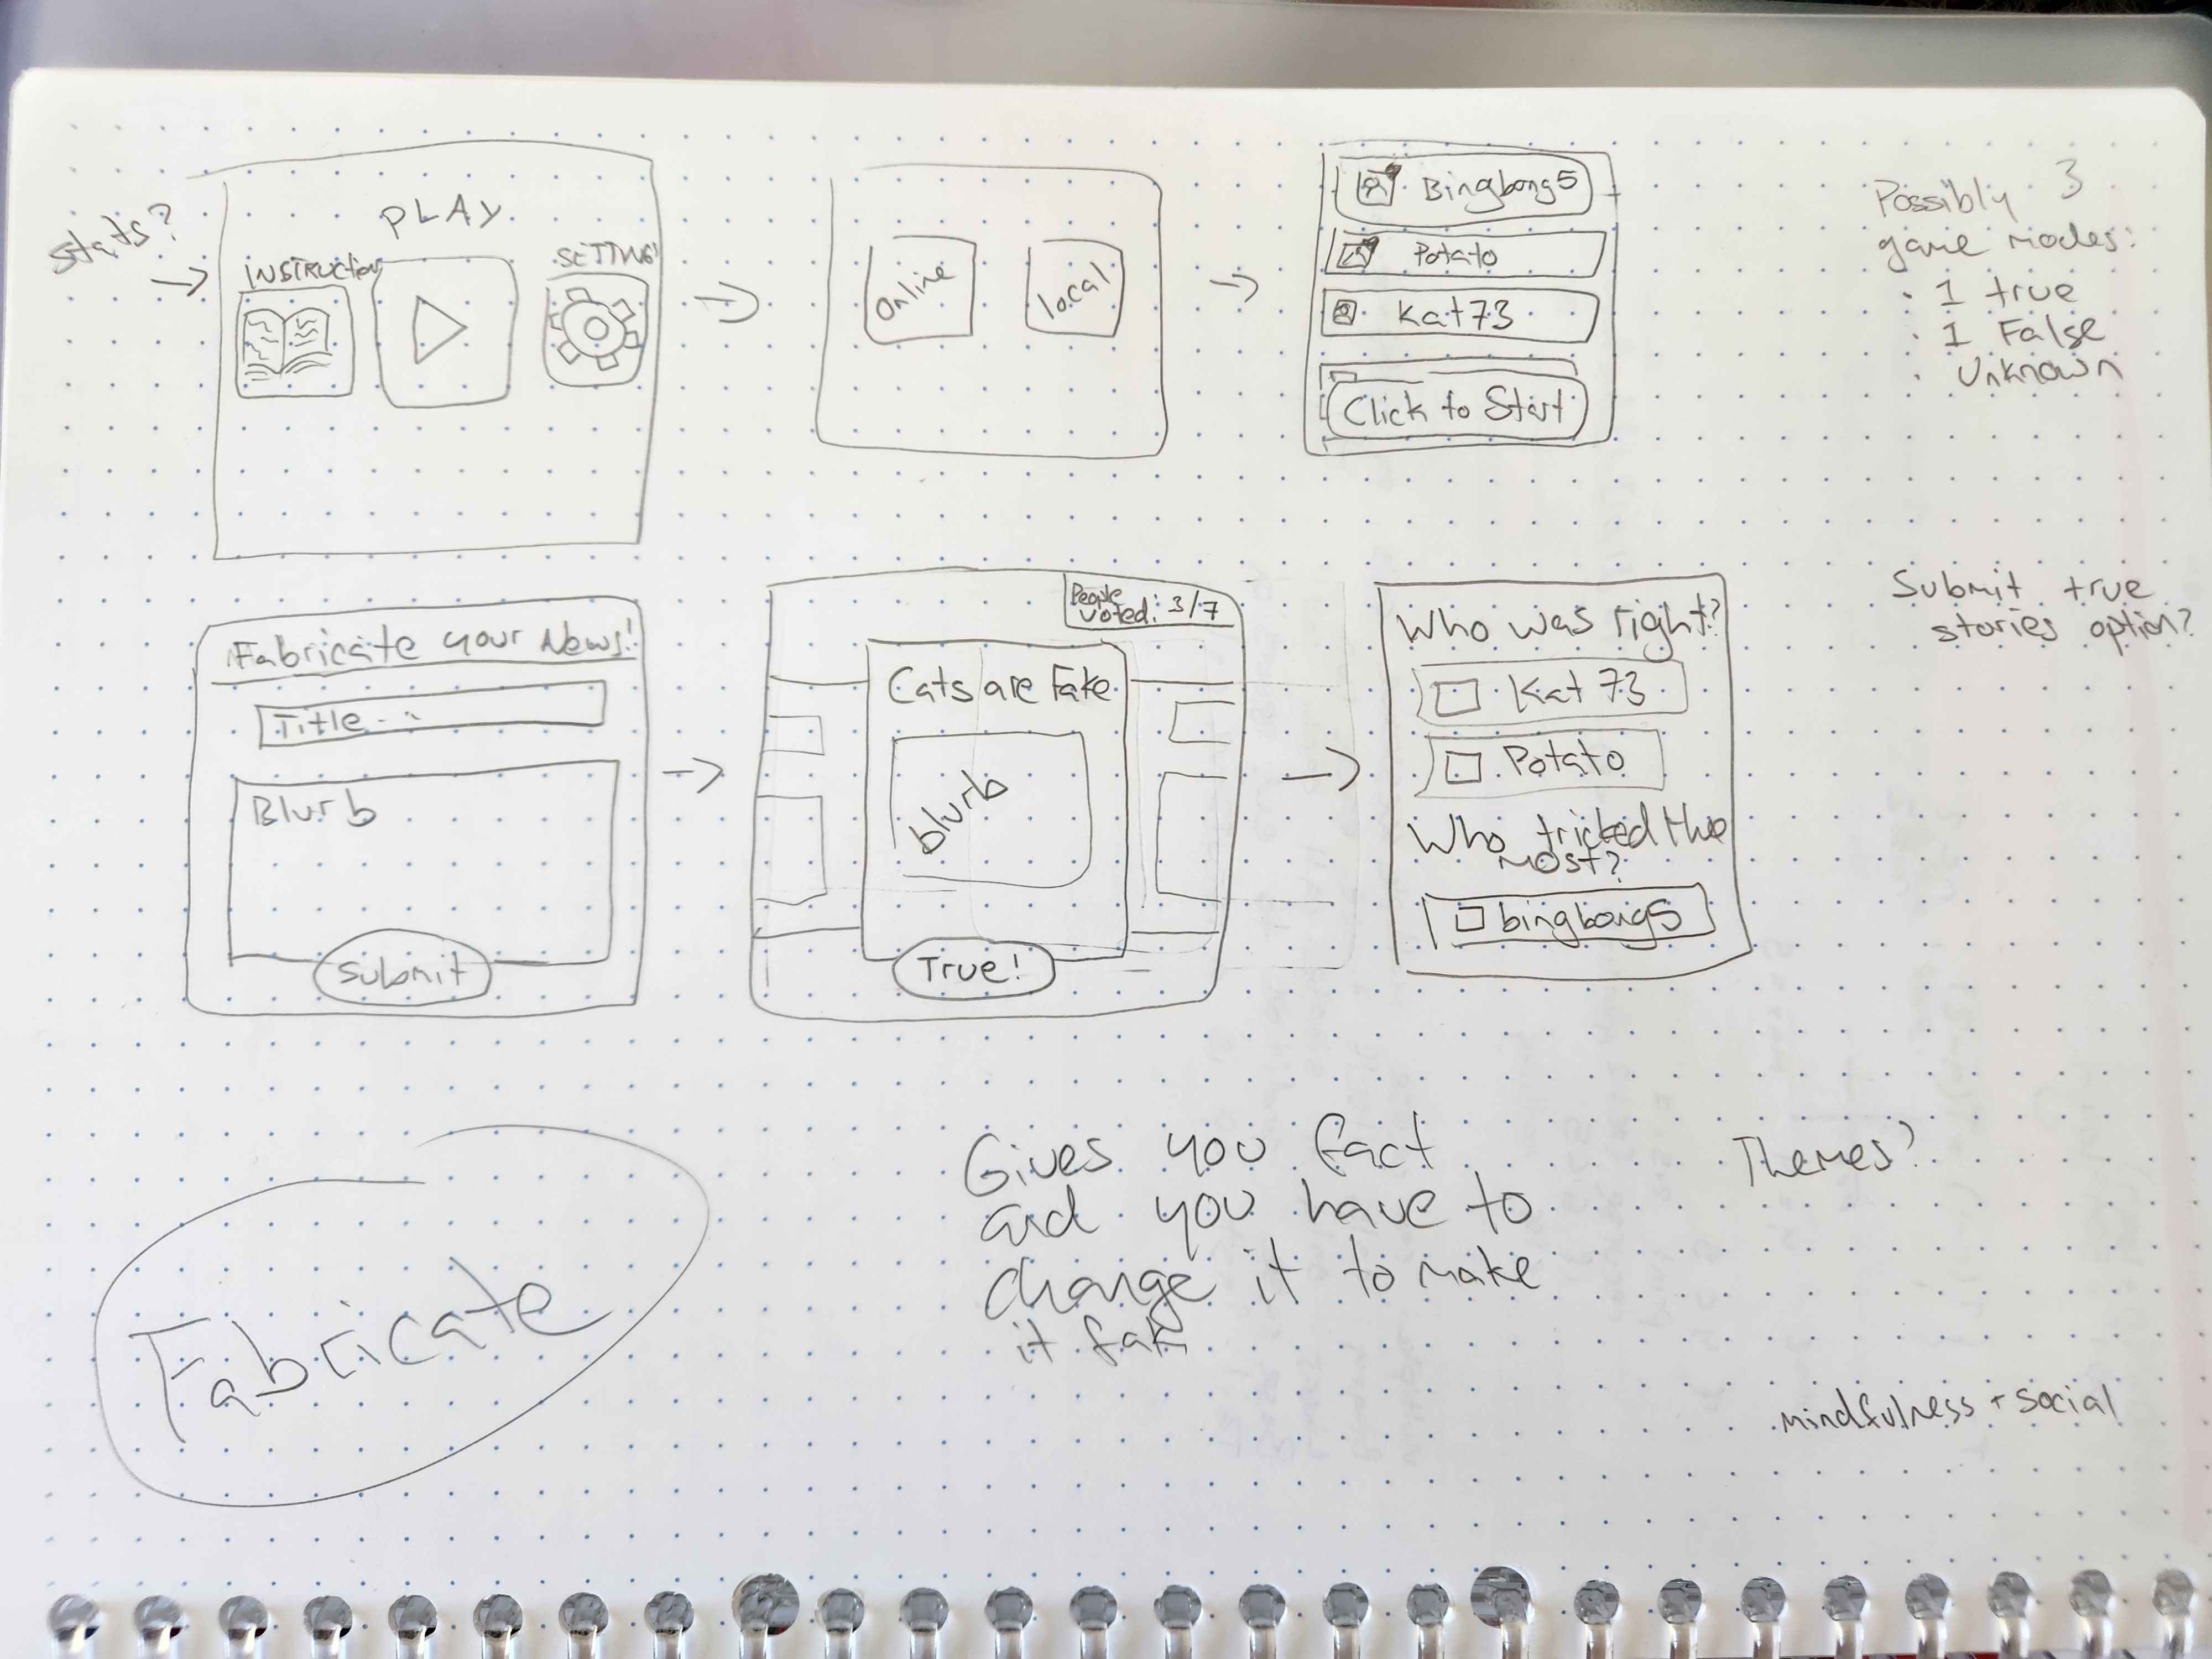 Stats?
PLAY
INSTRUCTION
SETTINGS
Online
local
Bingbong5
Potato
Kat73
Click to Start
Possibly 3
game modes:
· 1 true
· 1 False
· Unknown
Fabricate your News!
Title...
Blurb
Submit
People
voted: 3/7
Cats are Fake
blurb
True!
Who was right?
Kat 73
Potato
Who tricked the
most?
bingbong5
Submit true
stories option?
Fabricate
Gives you fact
and you have to
change it to make
it fake
Themes?
mindfulness + social